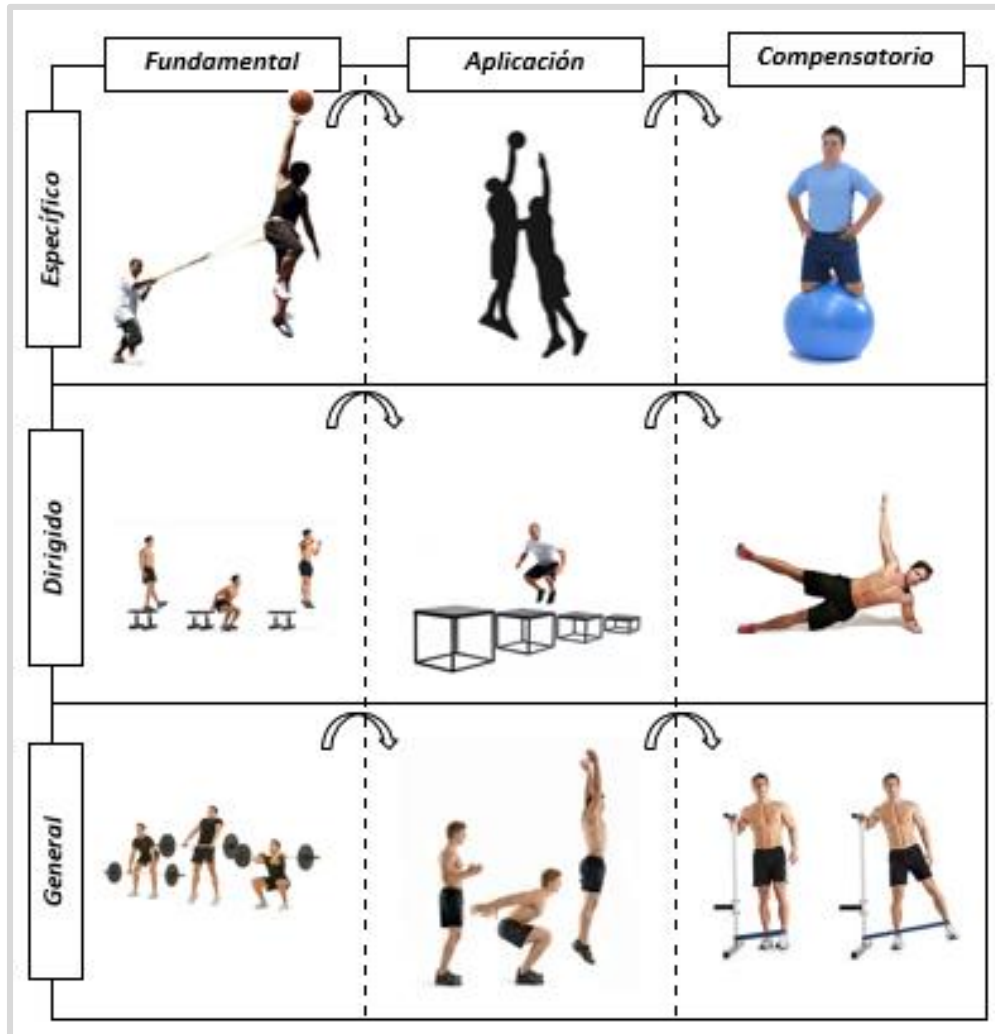 Fundamental
Aplicación
Compensatorio
Específico
Dirigido
General